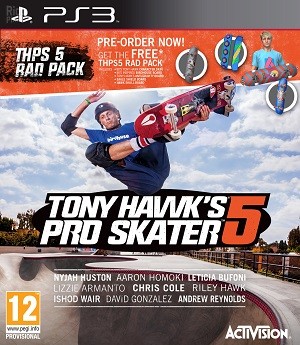 PS3
THPS 5
RAD PACK
PRE-ORDER NOW!
GET THE FREE*
THPS5 RAD PACK
TONY HAWK'S
PRO SKATER 5
NYJAH HUSTON AARON HOMOKI LETICIA BUFONI
LIZZIE ARMANTO CHRIS COLE RILEY HAWK
ISHOD WAIR DAVID GONZALEZ ANDREW REYNOLDS
12
www.pegi.info
PROVISIONAL
ACTIVISION